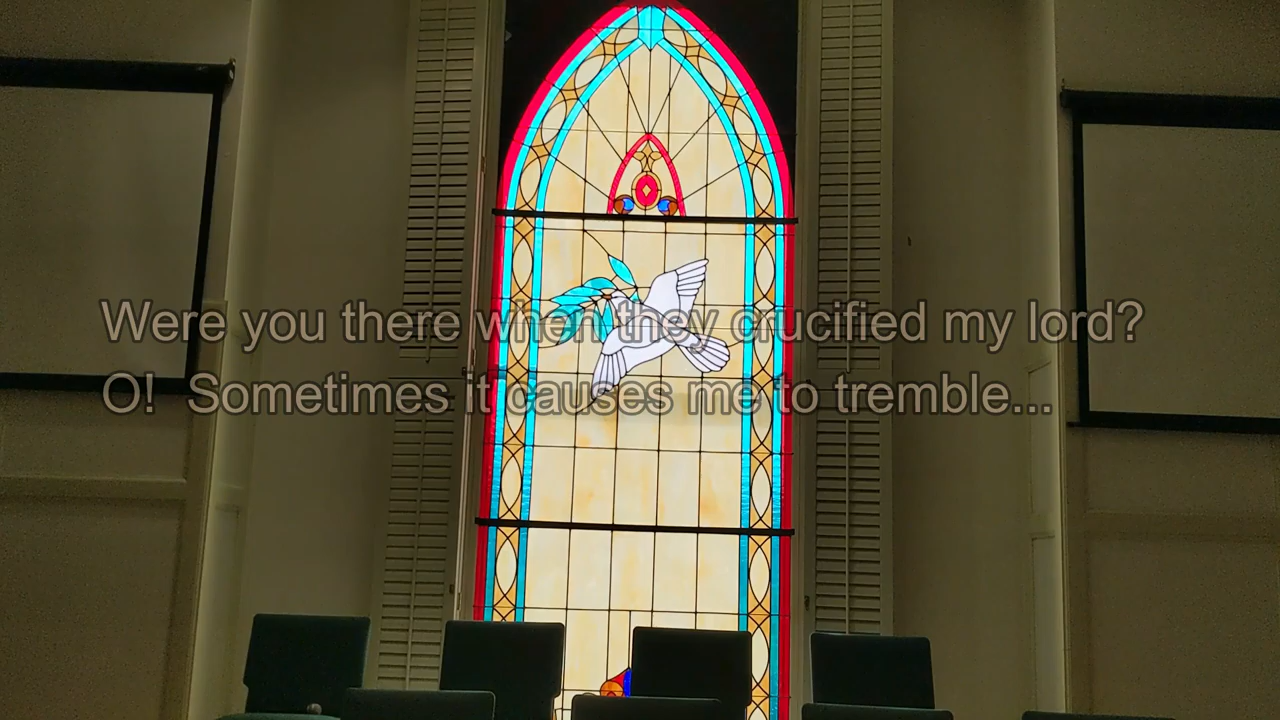 Were you there when they crucified my lord?
O!  Sometimes it causes me to tremble...